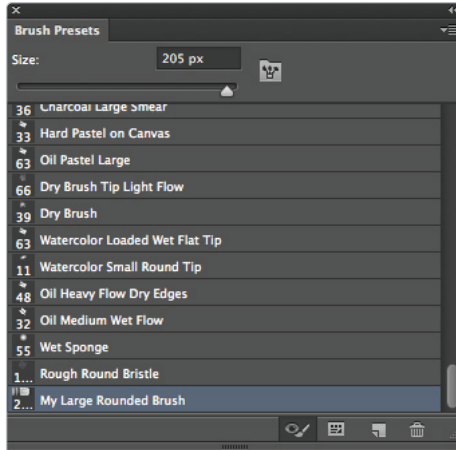 Brush Presets
Size: 205 px
36 Charcoal Large Smear
33 Hard Pastel on Canvas
63 Oil Pastel Large
66 Dry Brush Tip Light Flow
39 Dry Brush
63 Watercolor Loaded Wet Flat Tip
11 Watercolor Small Round Tip
48 Oil Heavy Flow Dry Edges
32 Oil Medium Wet Flow
55 Wet Sponge
1... Rough Round Bristle
2... My Large Rounded Brush